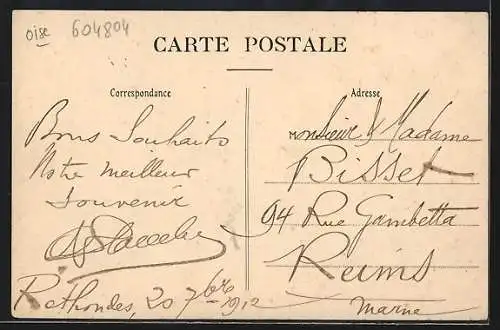 Oise 604804
CARTE POSTALE
Correspondance
Adresse
Bons Souhaits
Notre meilleur
Souvenir
Rethondes, 20 7bre 1912
Monsieur & Madame
Bisset
94 Rue Gambetta
Reims
Marne